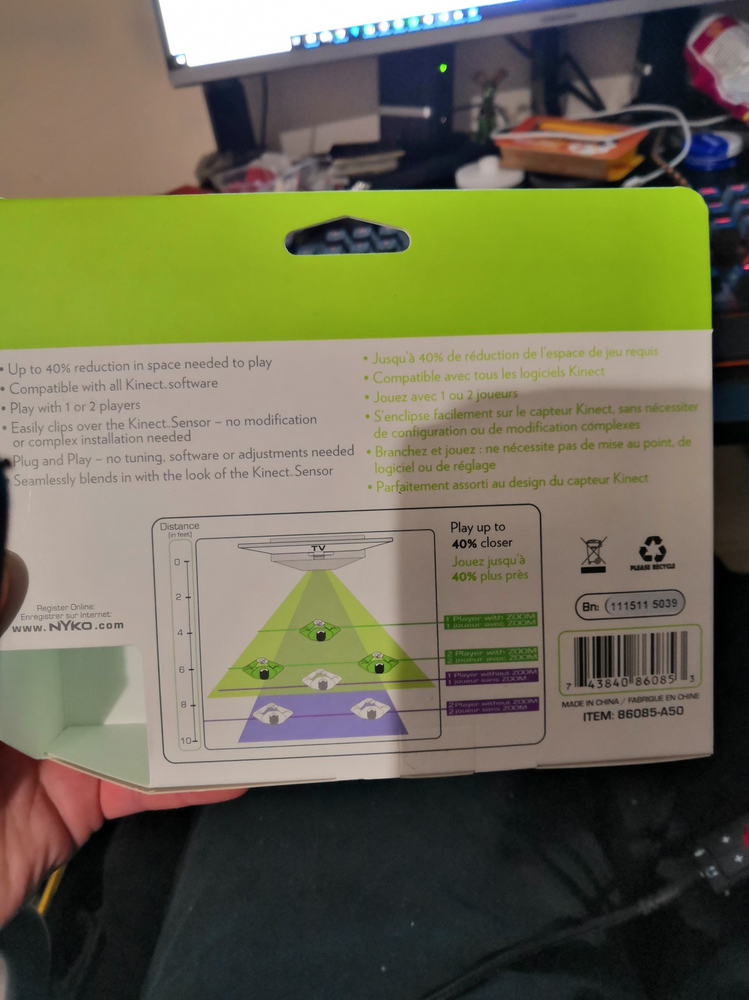 • Up to 40% reduction in space needed to play
• Compatible with all Kinect™ software
• Play with 1 or 2 players
• Easily clips over the Kinect™ Sensor – no modification
or complex installation needed
Plug and Play – no tuning, software or adjustments needed
Seamlessly blends in with the look of the Kinect™ Sensor
• Jusqu'à 40% de réduction de l'espace de jeu requis
• Compatible avec tous les logiciels Kinect
• Jouez avec 1 ou 2 joueurs
• S'enclipse facilement sur le capteur Kinect, sans nécessiter
de configuration ou de modification complexes
• Branchez et jouez : ne nécessite pas de mise au point, de
logiciel ou de réglage
• Parfaitement assorti au design du capteur Kinect
Register Online:
Enregistrer sur Internet:
www.NYKO.com
Distance
(in feet)
0
2
4
6
8
10
TV
Play up to
40% closer
Jouez jusqu'à
40% plus près
1 Player with ZOOM
1 joueur avec ZOOM
2 Player with ZOOM
2 joueur avec ZOOM
1 Player without ZOOM
1 joueur sans ZOOM
2 Player without ZOOM
2 joueur sans ZOOM
PLEASE RECYCLE
Bn: 111511 5039
7 43840 86085 3
MADE IN CHINA / FABRIQUE EN CHINE
ITEM: 86085-A50